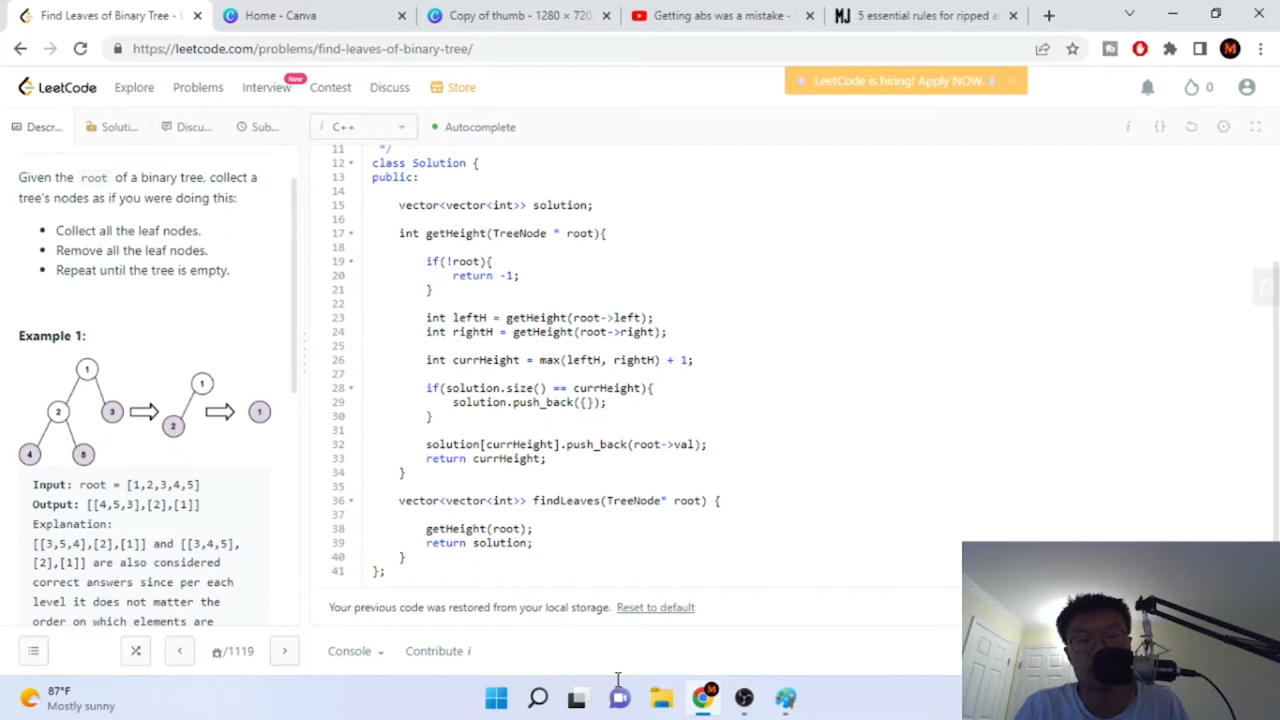 Find Leaves of Binary Tree -
Home - Canva
Copy of thumb - 1280 × 720
Getting abs was a mistake -
MJ 5 essential rules for ripped a
https://leetcode.com/problems/find-leaves-of-binary-tree/
M
LeetCode
Explore
Problems
Interview
New
Contest
Discuss
Store
LeetCode is hiring! Apply NOW.
0
Descr...
Soluti...
Discu...
Sub...
i C++
Autocomplete
Given the root of a binary tree, collect a
tree's nodes as if you were doing this:
• Collect all the leaf nodes.
• Remove all the leaf nodes.
• Repeat until the tree is empty.
Example 1:
1
2 3
4 5
1
2
1
Input: root = [1,2,3,4,5]
Output: [[4,5,3],[2],[1]]
Explanation:
[[3,5,4],[2],[1]] and [[3,4,5],
[2],[1]] are also considered
correct answers since per each
level it does not matter the
order on which elements are
11 */
12 class Solution {
13 public:
14
15 vector<vector<int>> solution;
16
17 int getHeight(TreeNode * root){
18
19 if(!root){
20 return -1;
21 }
22
23 int leftH = getHeight(root->left);
24 int rightH = getHeight(root->right);
25
26 int currHeight = max(leftH, rightH) + 1;
27
28 if(solution.size() == currHeight){
29 solution.push_back({});
30 }
31
32 solution[currHeight].push_back(root->val);
33 return currHeight;
34 }
35
36 vector<vector<int>> findLeaves(TreeNode* root) {
37
38 getHeight(root);
39 return solution;
40 }
41 };
Your previous code was restored from your local storage. Reset to default
/1119
Console
Contribute i
87°F
Mostly sunny
M